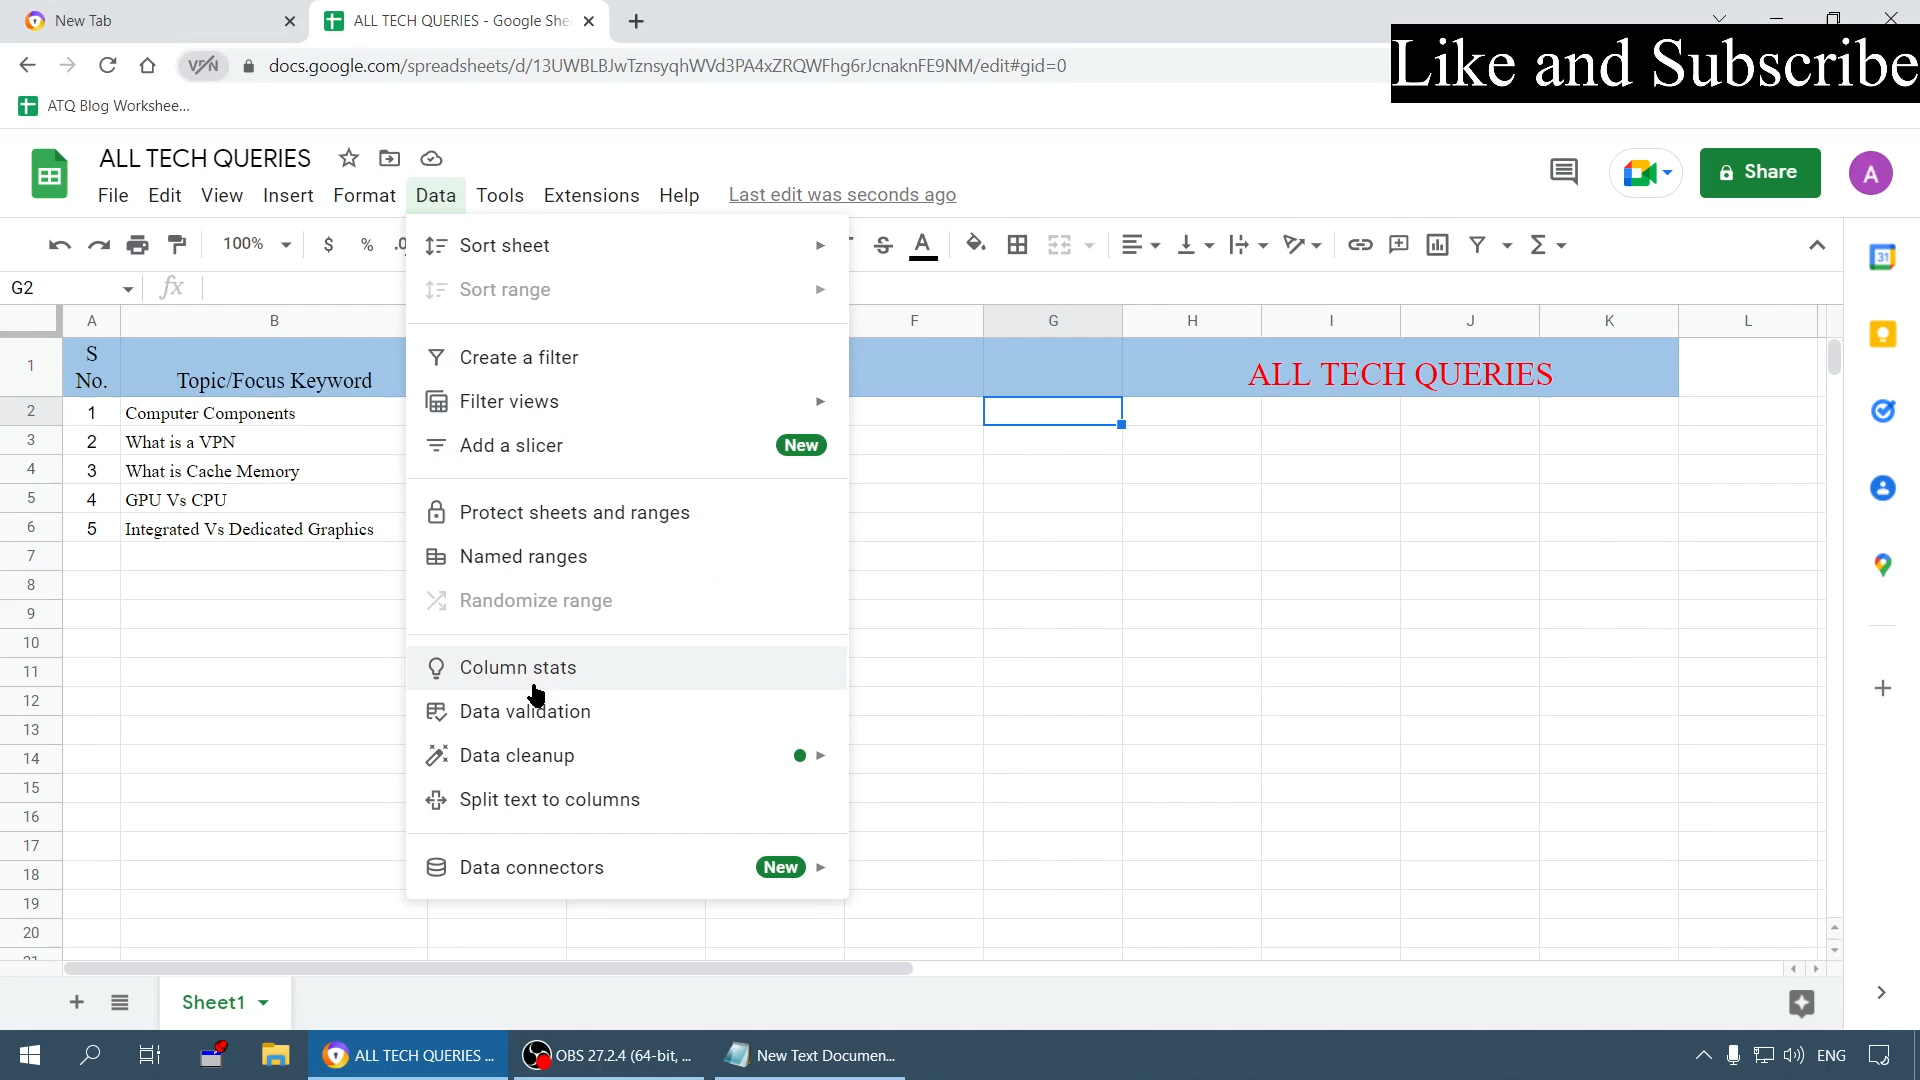 New Tab
ALL TECH QUERIES - Google She
Like and Subscribe
VPN
docs.google.com/spreadsheets/d/13UWBLBJwTznsyqhWVd3PA4xZRQWFhg6rJcnaknFE9NM/edit#gid=0
ATQ Blog Workshee...
ALL TECH QUERIES
File Edit View Insert Format Data Tools Extensions Help Last edit was seconds ago
Share
A
100% $ % .0
31
G2
fx
A B F G H I J K L
1 S No. Topic/Focus Keyword ALL TECH QUERIES
2 1 Computer Components
3 2 What is a VPN
4 3 What is Cache Memory
5 4 GPU Vs CPU
6 5 Integrated Vs Dedicated Graphics
7
8
9
10
11
12
13
14
15
16
17
18
19
20
21
Sort sheet
Sort range
Create a filter
Filter views
Add a slicer New
Protect sheets and ranges
Named ranges
Randomize range
Column stats
Data validation
Data cleanup
Split text to columns
Data connectors New
Sheet1
ALL TECH QUERIES ...
OBS 27.2.4 (64-bit, ...
New Text Documen...
ENG